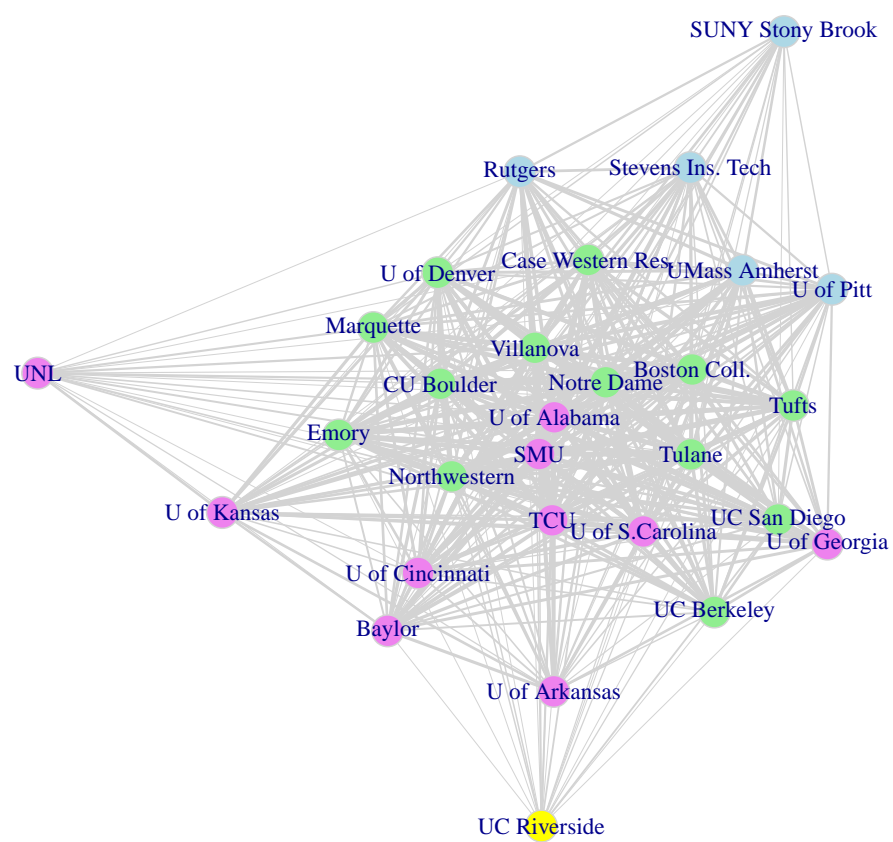 SUNY Stony Brook
Rutgers
Stevens Ins. Tech
Case Western Res.
U of Denver
UMass Amherst
U of Pitt
Marquette
Villanova
UNL
CU Boulder
Notre Dame
Boston Coll.
Tufts
U of Alabama
Emory
SMU
Tulane
Northwestern
U of Kansas
TCU
U of S.Carolina
UC San Diego
U of Georgia
U of Cincinnati
UC Berkeley
Baylor
U of Arkansas
UC Riverside